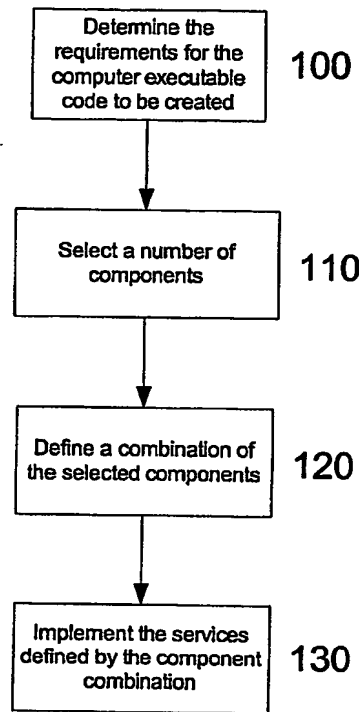 Determine the
requirements for the
computer executable
code to be created
100
Select a number of
components
110
Define a combination of
the selected components
120
Implement the services
defined by the component
combination
130